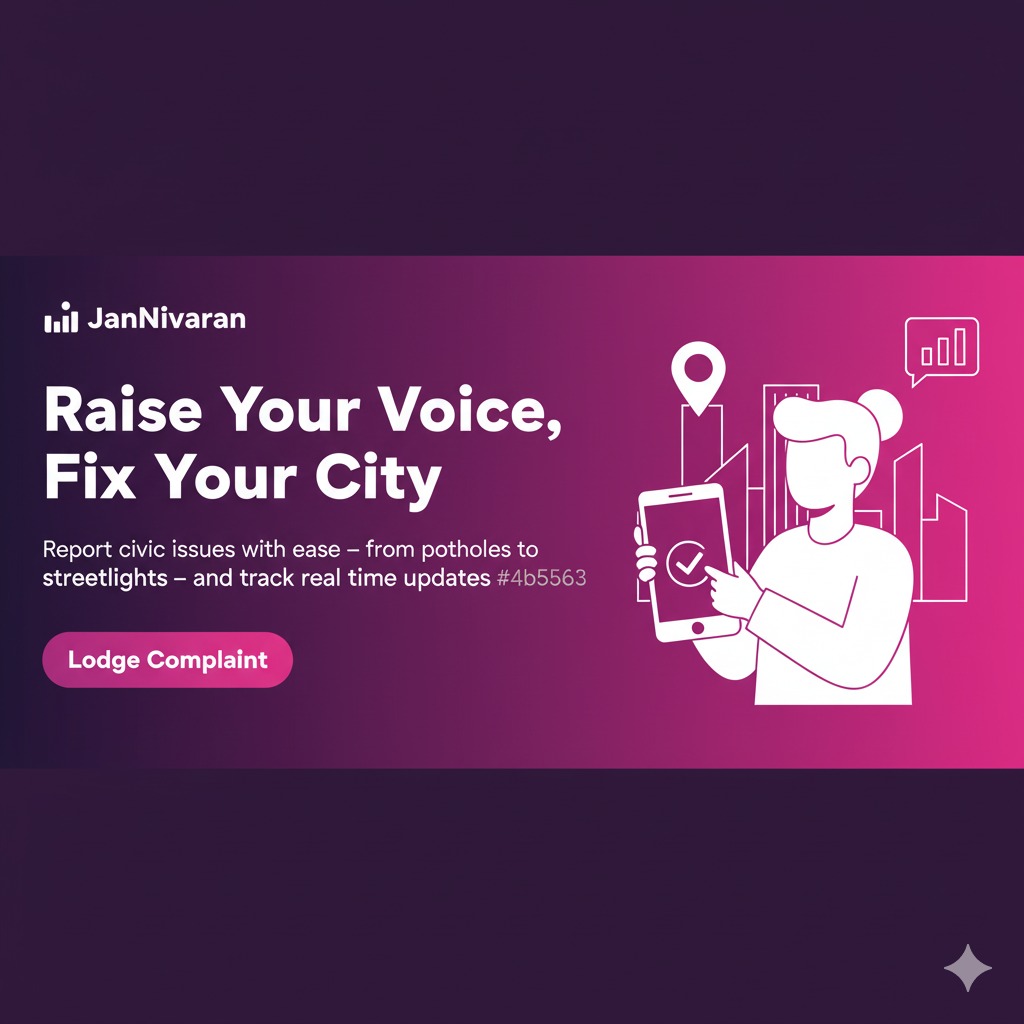 JanNivaran
Raise Your Voice,
Fix Your City
Report civic issues with ease – from potholes to
streetlights – and track real time updates #4b5563
Lodge Complaint